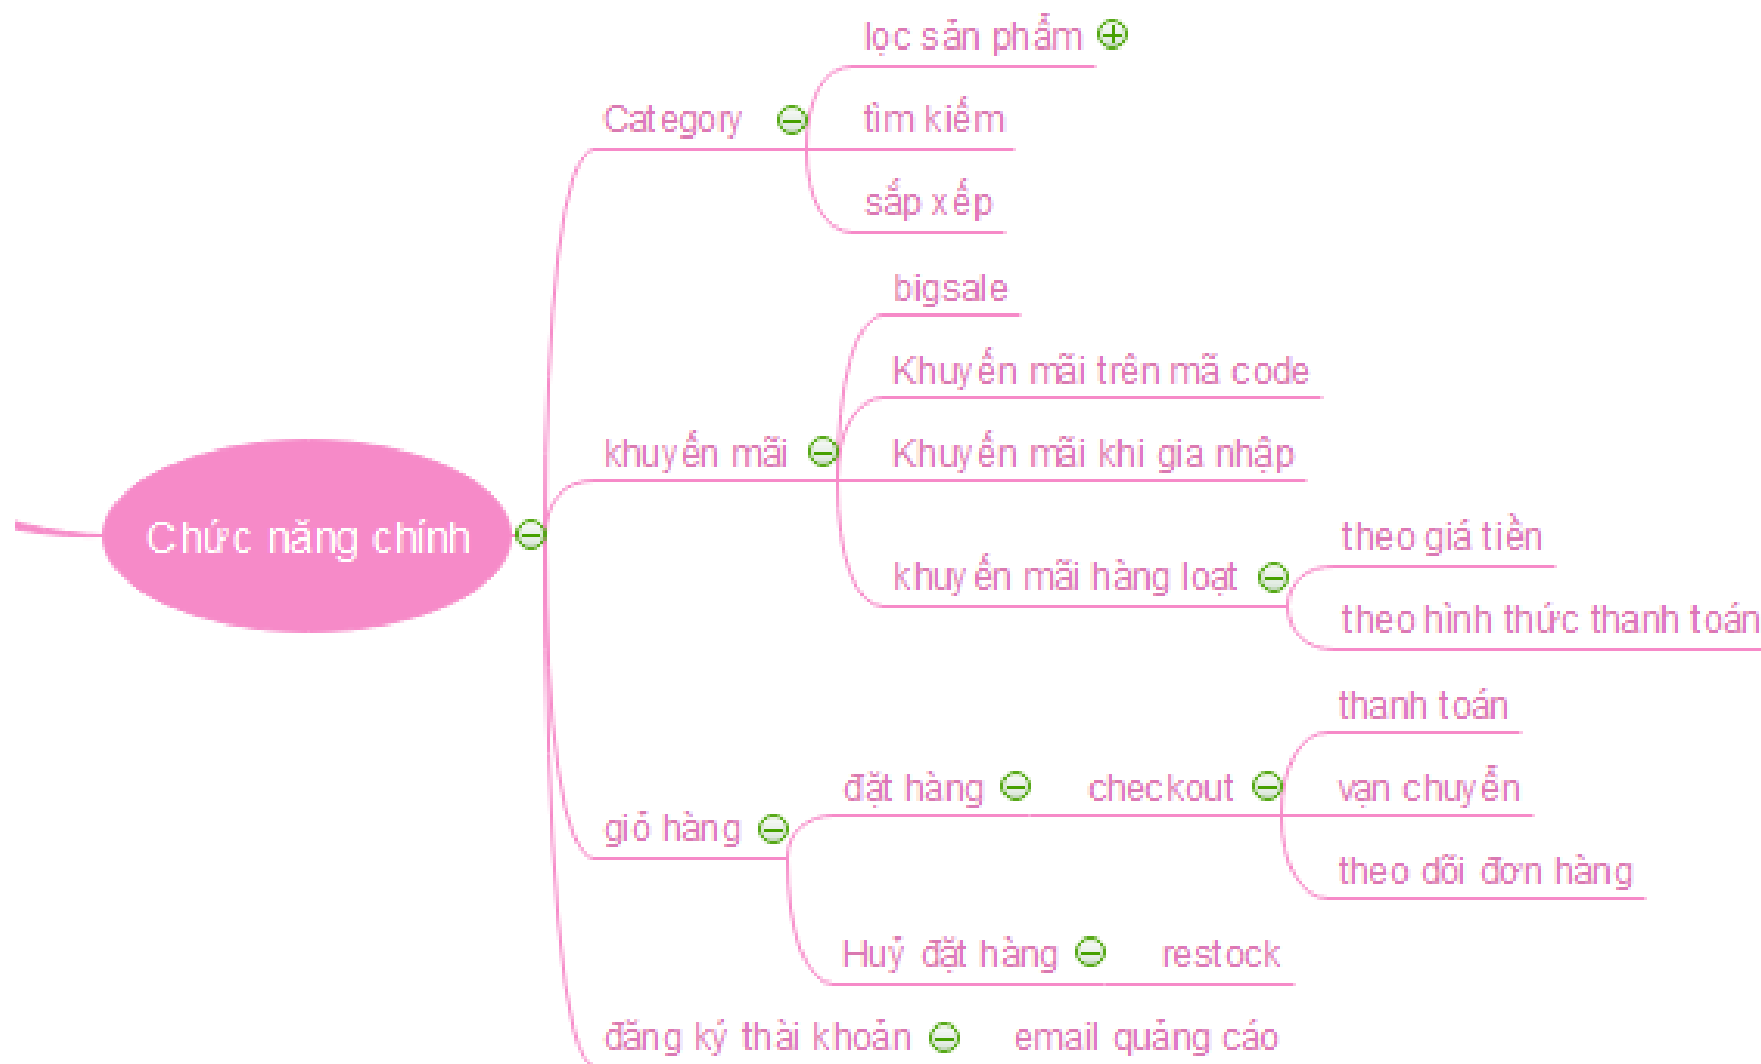 lọc sản phẩm
Category
tìm kiếm
sắp xếp
bigsale
Khuyến mãi trên mã code
khuyến mãi
Khuyến mãi khi gia nhập
khuyến mãi hàng loạt
theo giá tiền
theo hình thức thanh toán
Chức năng chính
giỏ hàng
đặt hàng
checkout
thanh toán
vạn chuyển
theo dõi đơn hàng
Huỷ đặt hàng
restock
đăng ký thài khoản
email quảng cáo